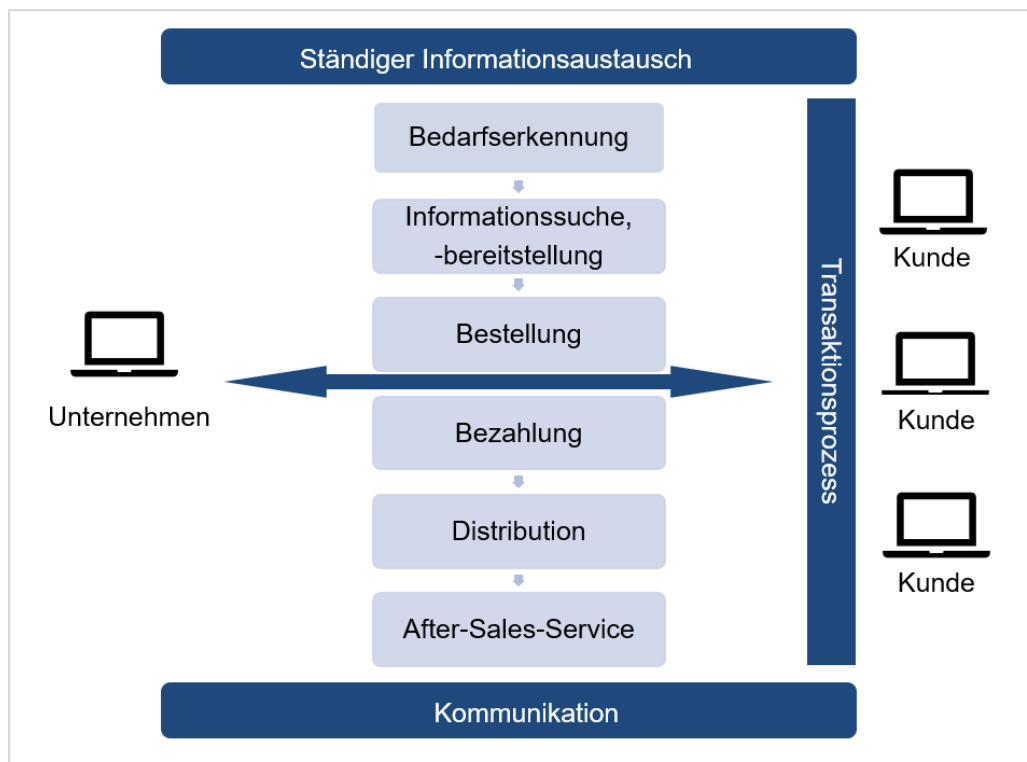 Ständiger Informationsaustausch
Bedarfserkennung
Informationssuche,
-bereitstellung
Bestellung
Bezahlung
Distribution
After-Sales-Service
Unternehmen
Transaktionsprozess
Kunde
Kunde
Kunde
Kommunikation